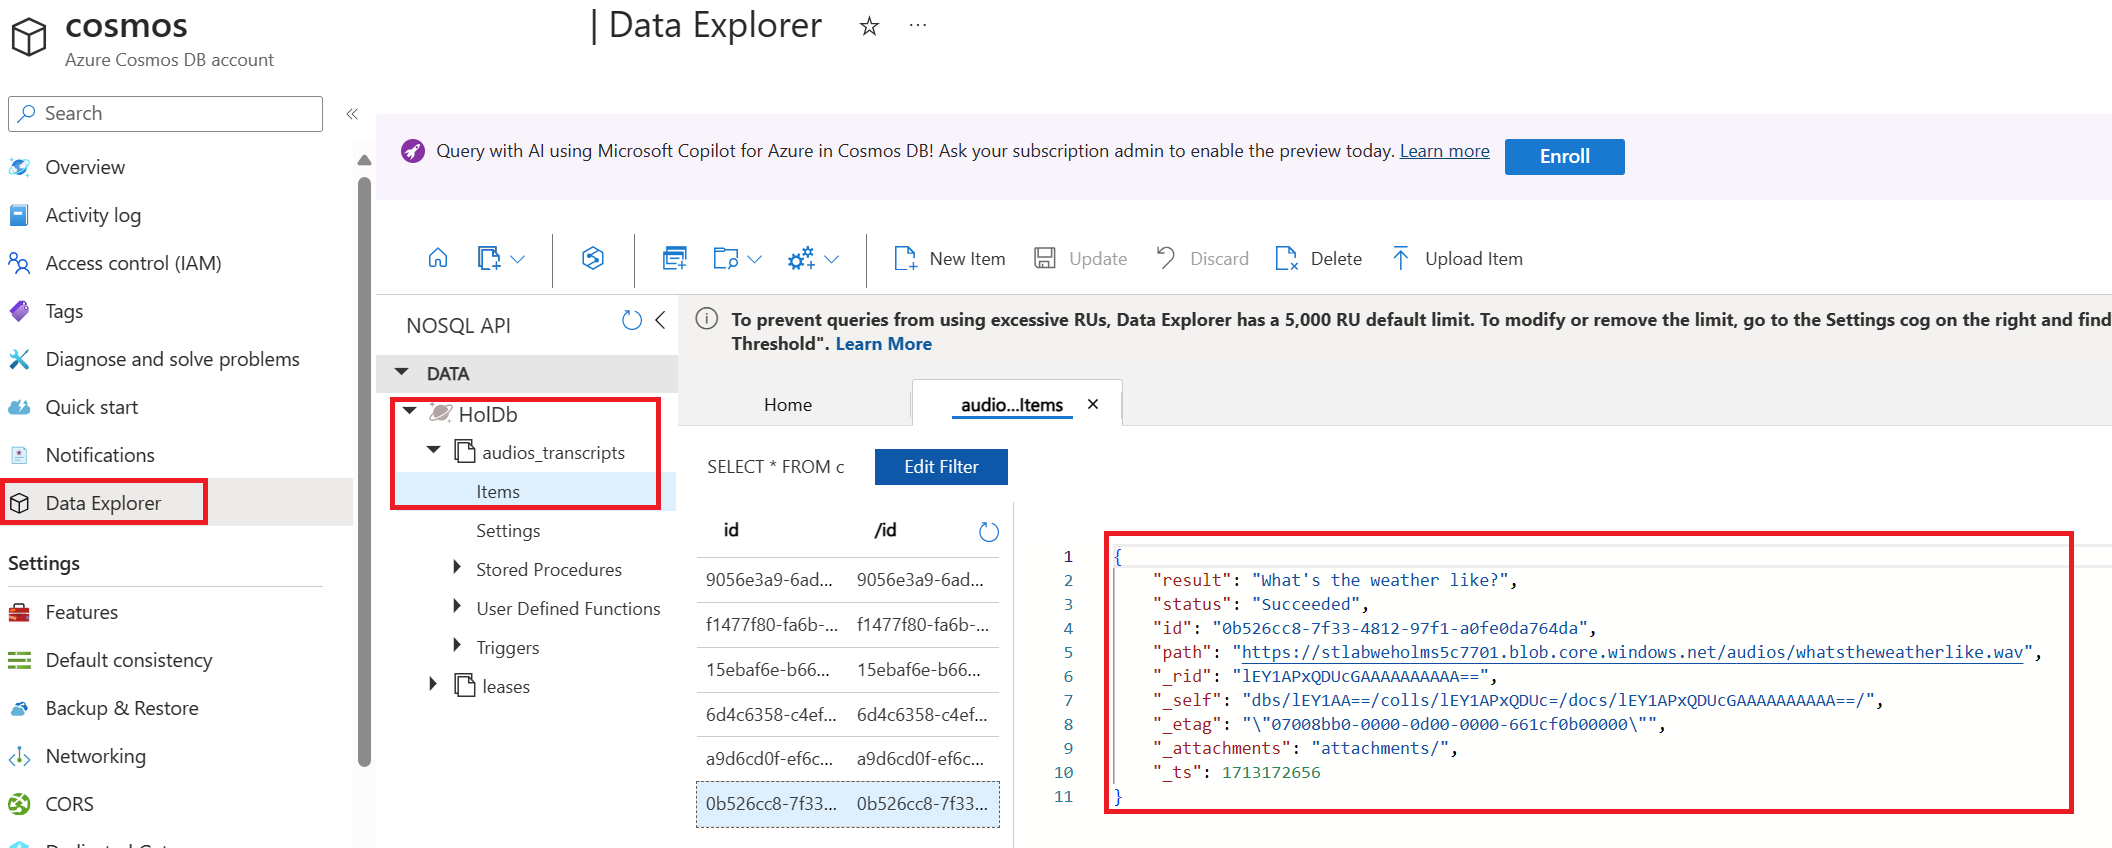 cosmos
Azure Cosmos DB account
| Data Explorer
Search
Overview
Activity log
Access control (IAM)
Tags
Diagnose and solve problems
Quick start
Notifications
Data Explorer
Settings
Features
Default consistency
Backup & Restore
Networking
CORS
Query with AI using Microsoft Copilot for Azure in Cosmos DB! Ask your subscription admin to enable the preview today. Learn more
Enroll
New Item
Update
Discard
Delete
Upload Item
NOSQL API
DATA
HolDb
audios_transcripts
Items
Settings
Stored Procedures
User Defined Functions
Triggers
leases
To prevent queries from using excessive RUs, Data Explorer has a 5,000 RU default limit. To modify or remove the limit, go to the Settings cog on the right and find
Threshold". Learn More
Home
audio...Items
SELECT * FROM c
Edit Filter
id /id
9056e3a9-6ad... 9056e3a9-6ad...
f1477f80-fa6b-... f1477f80-fa6b-...
15ebaf6e-b66... 15ebaf6e-b66...
6d4c6358-c4ef... 6d4c6358-c4ef...
a9d6cd0f-ef6c... a9d6cd0f-ef6c...
0b526cc8-7f33... 0b526cc8-7f33...
1 {
2 "result": "What's the weather like?",
3 "status": "Succeeded",
4 "id": "0b526cc8-7f33-4812-97f1-a0fe0da764da",
5 "path": "https://stlabweholms5c7701.blob.core.windows.net/audios/whatstheweatherlike.wav",
6 "_rid": "lEY1APxQDUcGAAAAAAAAAA==",
7 "_self": "dbs/lEY1AA==/colls/lEY1APxQDUc=/docs/lEY1APxQDUcGAAAAAAAAAA==/",
8 "_etag": "\"07008bb0-0000-0d00-0000-661cf0b00000\"",
9 "_attachments": "attachments/",
10 "_ts": 1713172656
11 }